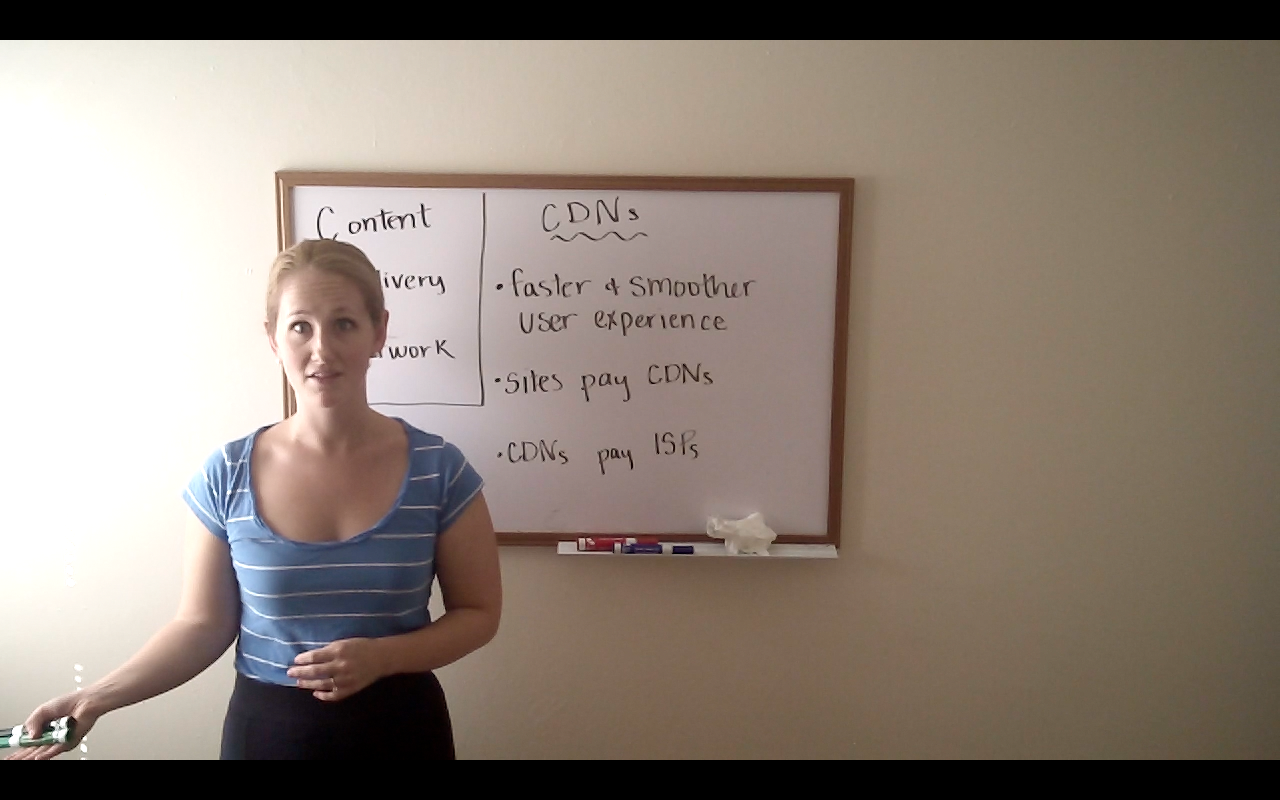 Content
livery
work
CDNs
• faster & smoother
user experience
• Sites pay CDNs
• CDNs pay ISPs